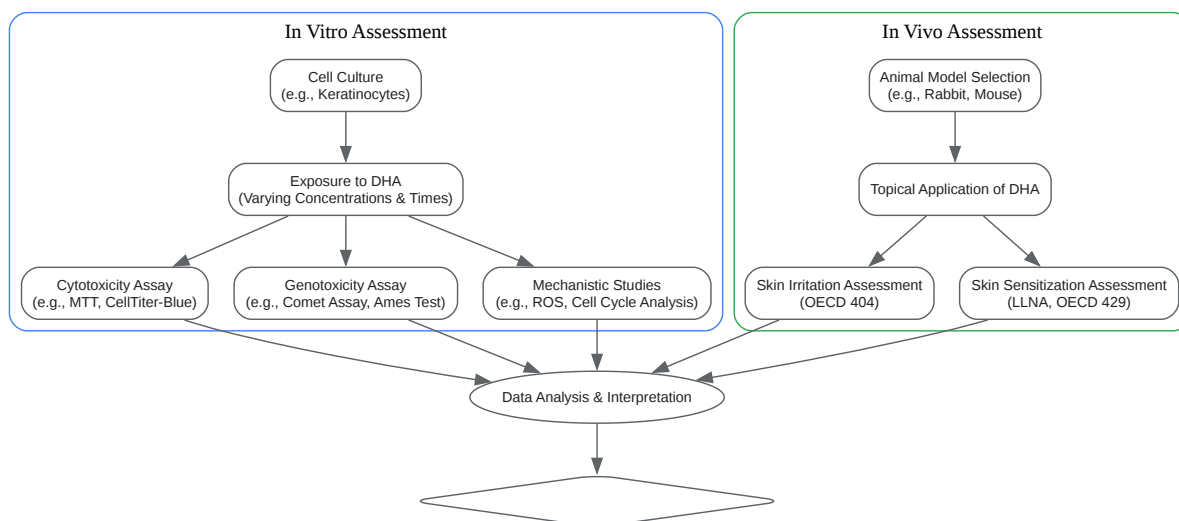 In Vitro Assessment
Cell Culture
(e.g., Keratinocytes)
Exposure to DHA
(Varying Concentrations & Times)
Cytotoxicity Assay
(e.g., MTT, CellTiter-Blue)
Genotoxicity Assay
(e.g., Comet Assay, Ames Test)
Mechanistic Studies
(e.g., ROS, Cell Cycle Analysis)
In Vivo Assessment
Animal Model Selection
(e.g., Rabbit, Mouse)
Topical Application of DHA
Skin Irritation Assessment
(OECD 404)
Skin Sensitization Assessment
(LLNA, OECD 429)
Data Analysis & Interpretation